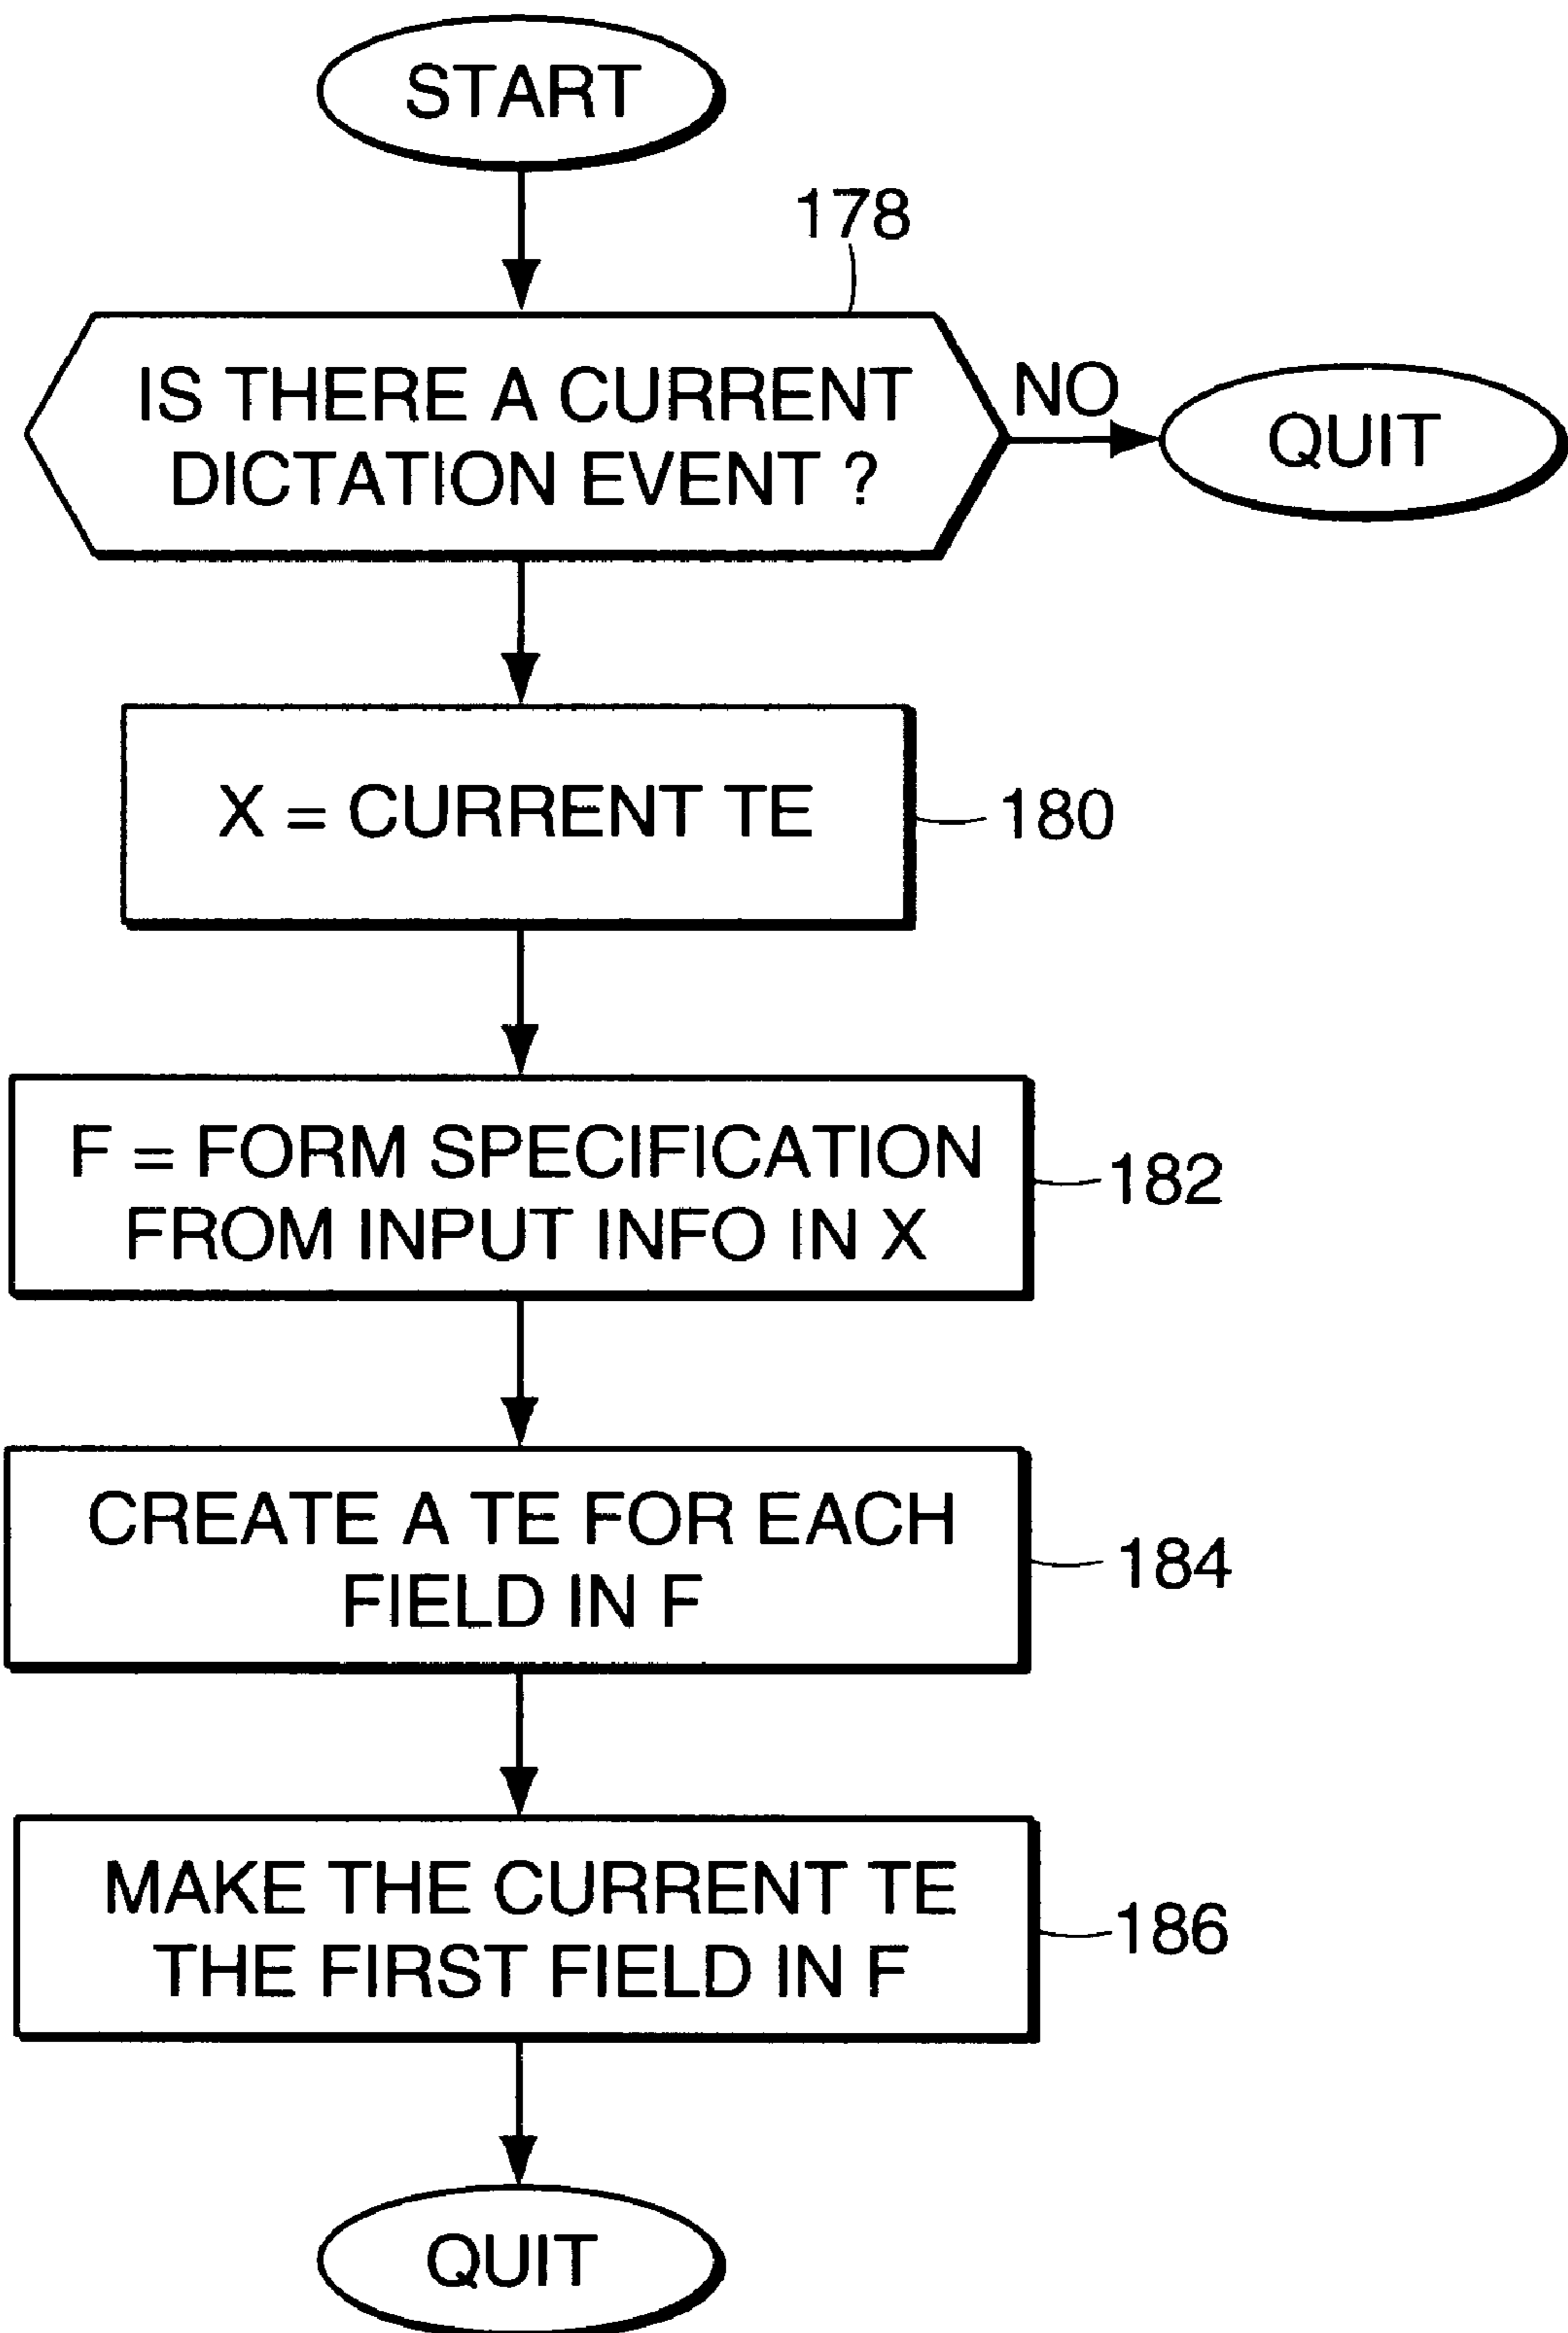 START
178
IS THERE A CURRENT
DICTATION EVENT ?
NO
QUIT
X = CURRENT TE
180
F = FORM SPECIFICATION
FROM INPUT INFO IN X
182
CREATE A TE FOR EACH
FIELD IN F
184
MAKE THE CURRENT TE
THE FIRST FIELD IN F
186
QUIT